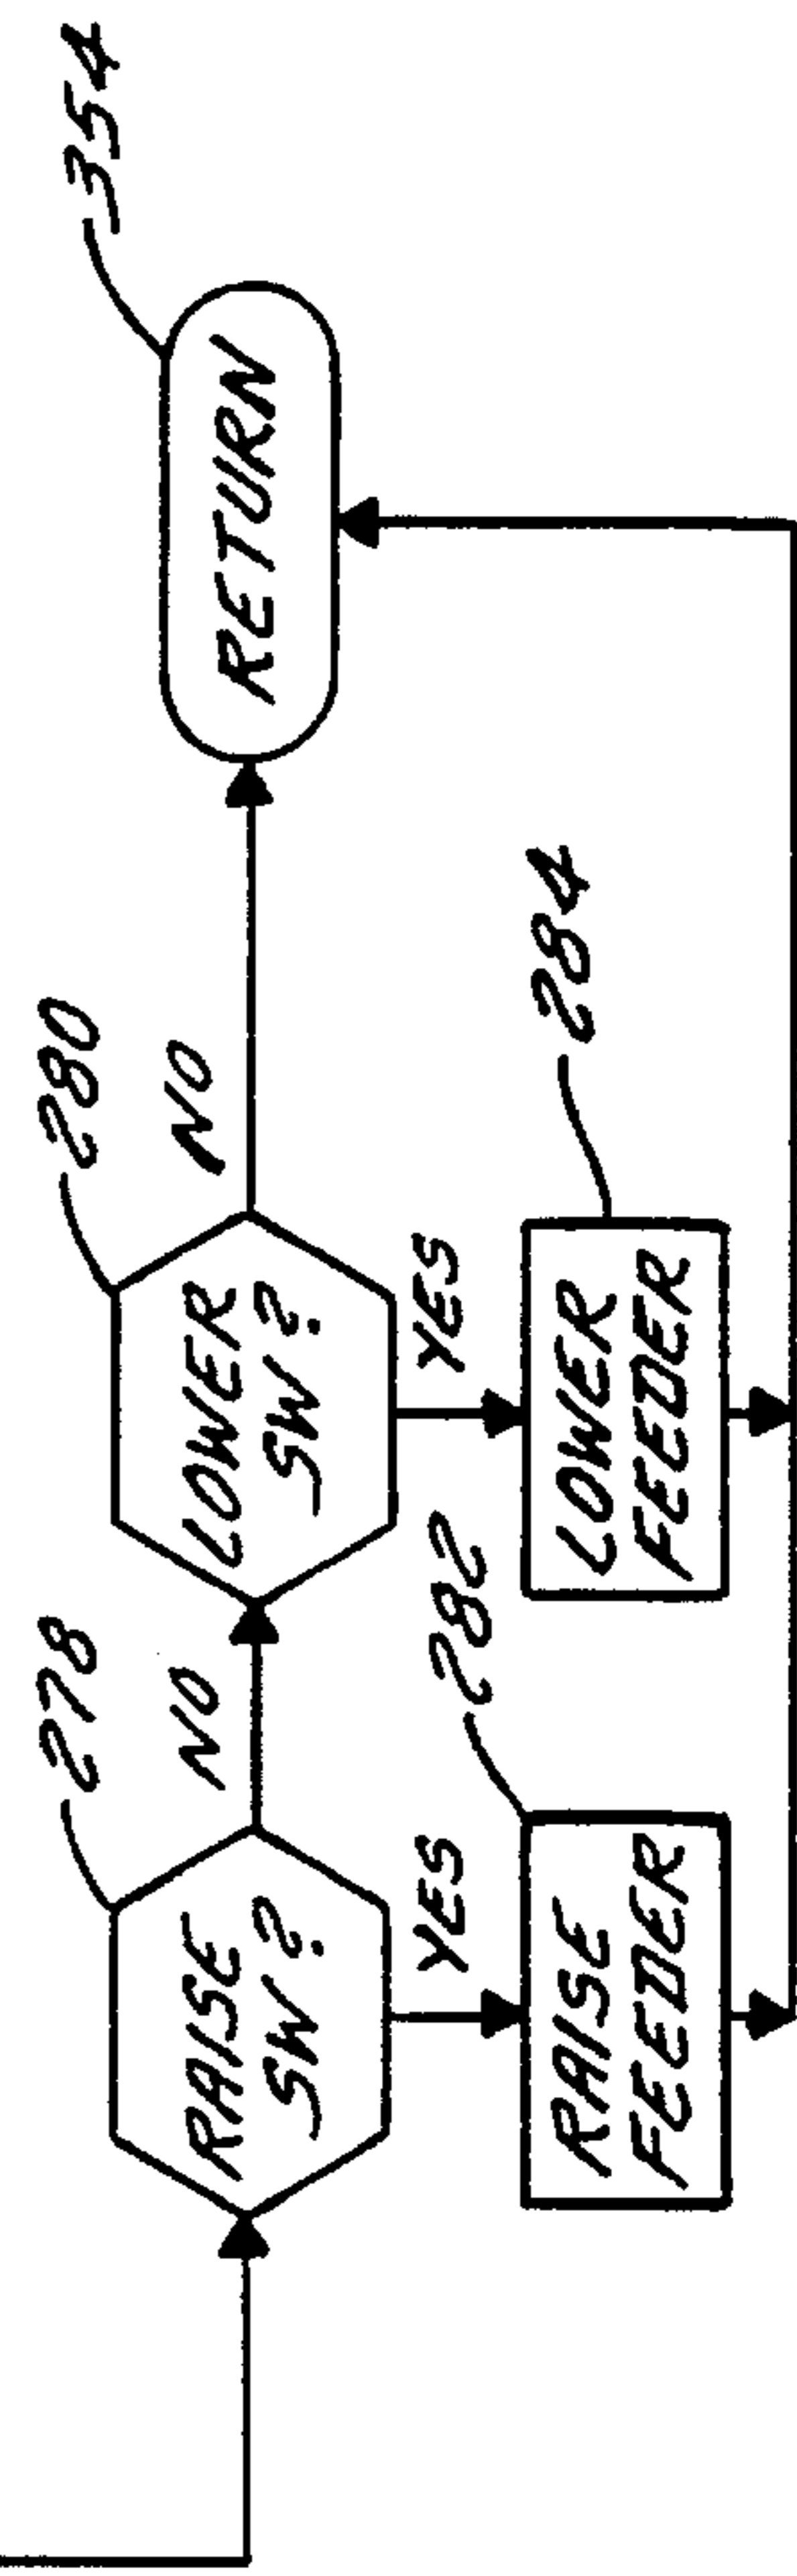 278
RAISE
SW?
NO
YES
282
RAISE
FEEDER
280
LOWER
SW?
NO
YES
284
LOWER
FEEDER
354
RETURN